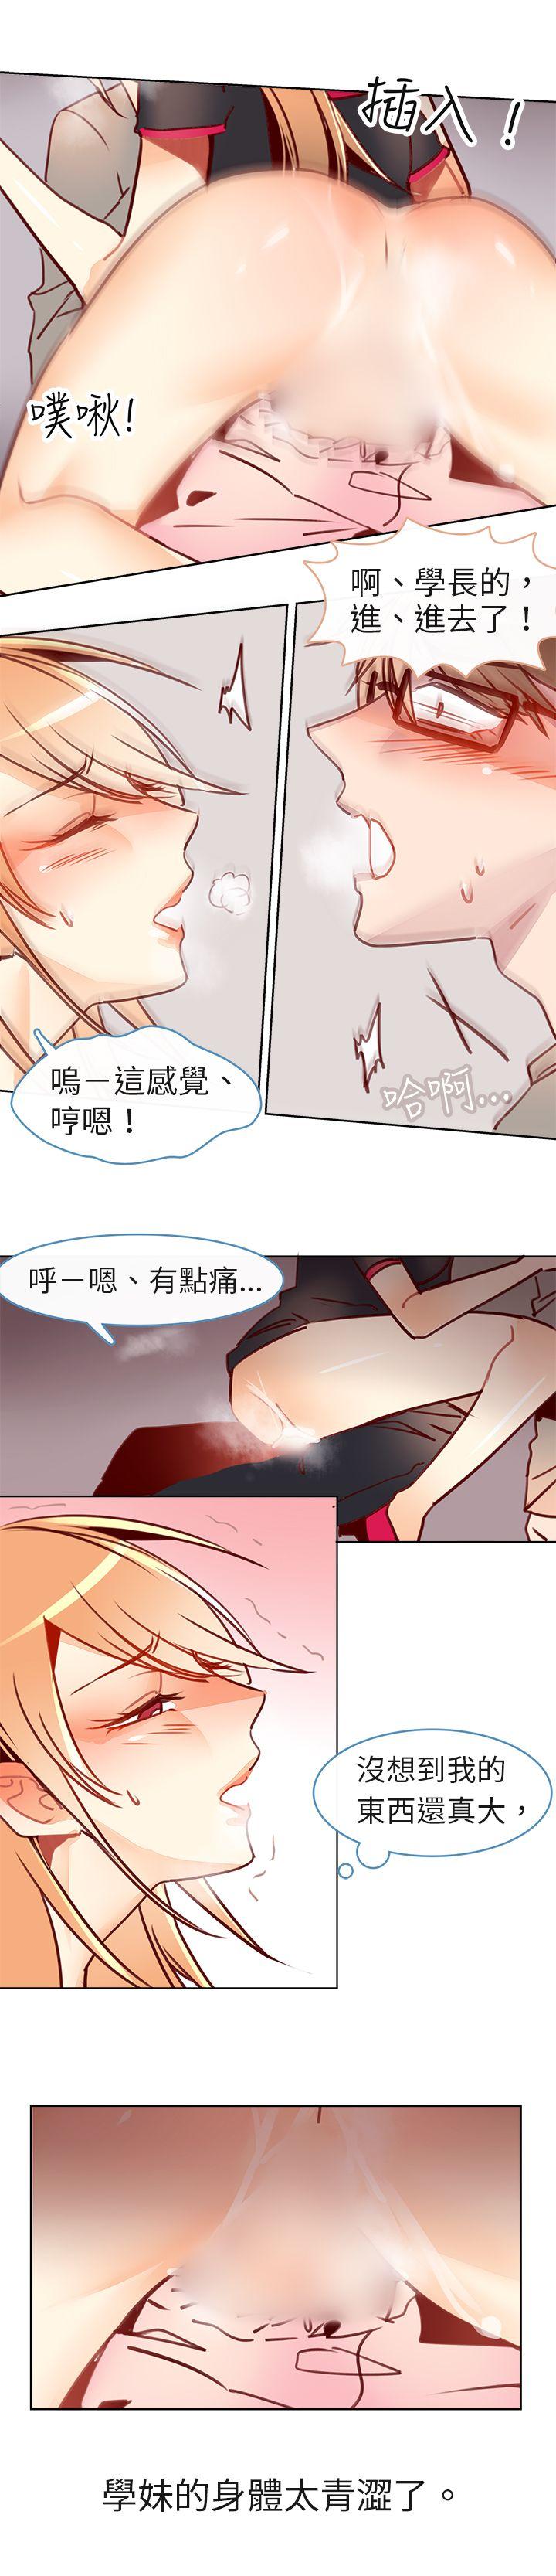 插入！
噗啾!
啊、學長的，
進、進去了！
嗚－這感覺、
哼嗯！
哈啊...
呼－嗯、有點痛...
沒想到我的
東西還真大，
學妹的身體太青澀了。